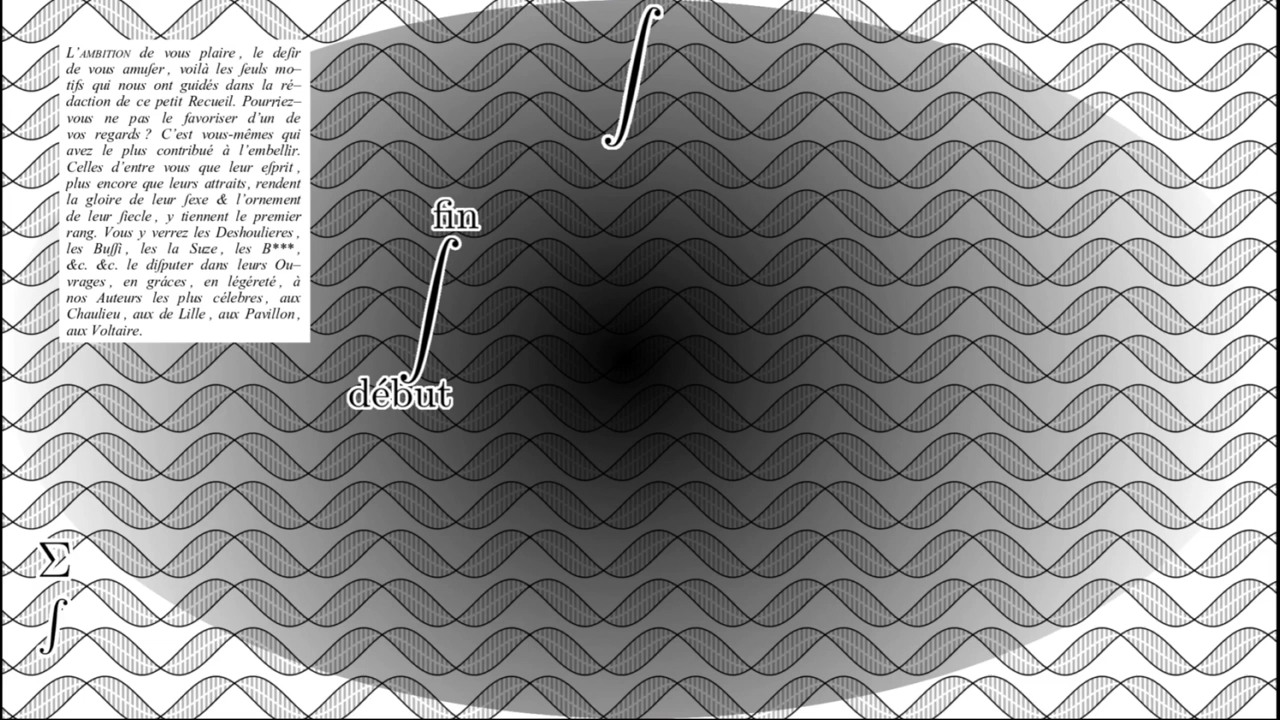 L'AMBITION de vous plaire, le deſir
de vous amuſer, voilà les ſeuls mo–
tifs qui nous ont guidés dans la ré–
daction de ce petit Recueil. Pourriez–
vous ne pas le favoriser d'un de
vos regards ? C'est vous-mêmes qui
avez le plus contribué à l'embellir.
Celles d'entre vous que leur eſprit,
plus encore que leurs attraits, rendent
la gloire de leur ſexe & l'ornement
de leur ſiecle, y tiennent le premier
rang. Vous y verrez les Deshoulieres,
les Buſſi, les la Suze, les B***,
&c. &c. le diſputer dans leurs Ou–
vrages, en grâces, en légéreté, à
nos Auteurs les plus célebres, aux
Chaulieu, aux de Lille, aux Pavillon,
aux Voltaire.
∫
fin
∫
début
Σ
∫